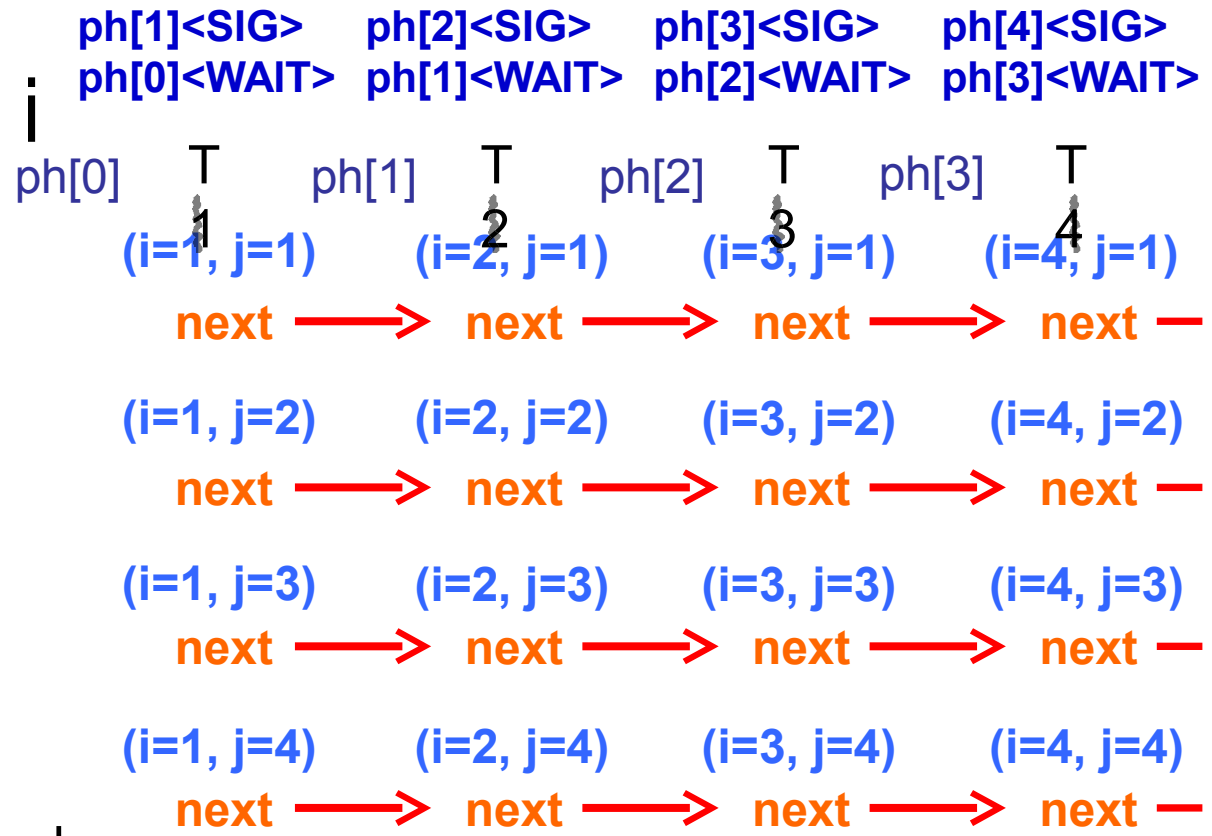 ph[1]<SIG> ph[2]<SIG> ph[3]<SIG> ph[4]<SIG>
ph[0]<WAIT> ph[1]<WAIT> ph[2]<WAIT> ph[3]<WAIT>
i
ph[0] T ph[1] T ph[2] T ph[3] T
1 2 3 4
(i=1, j=1) (i=2, j=1) (i=3, j=1) (i=4, j=1)
next next next next
(i=1, j=2) (i=2, j=2) (i=3, j=2) (i=4, j=2)
next next next next
(i=1, j=3) (i=2, j=3) (i=3, j=3) (i=4, j=3)
next next next next
(i=1, j=4) (i=2, j=4) (i=3, j=4) (i=4, j=4)
next next next next